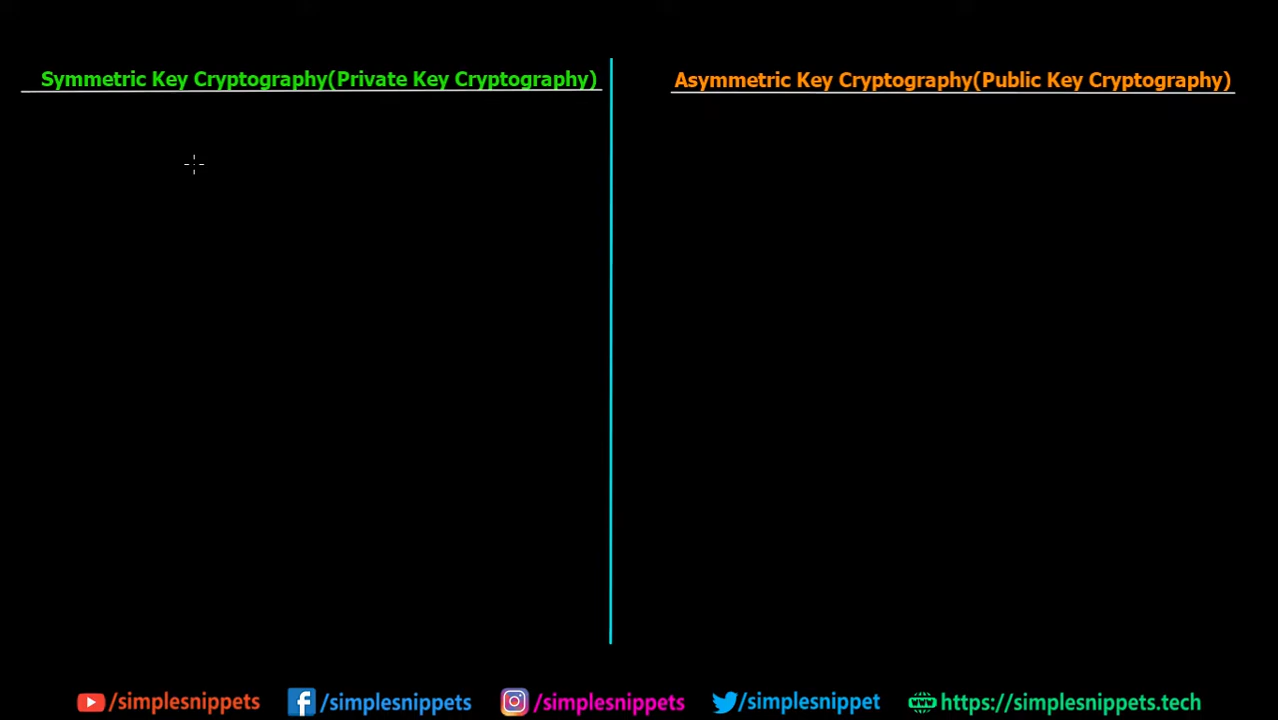 Symmetric Key Cryptography(Private Key Cryptography)
Asymmetric Key Cryptography(Public Key Cryptography)
/simplesnippets
/simplesnippets
/simplesnippets
/simplesnippet
www https://simplesnippets.tech